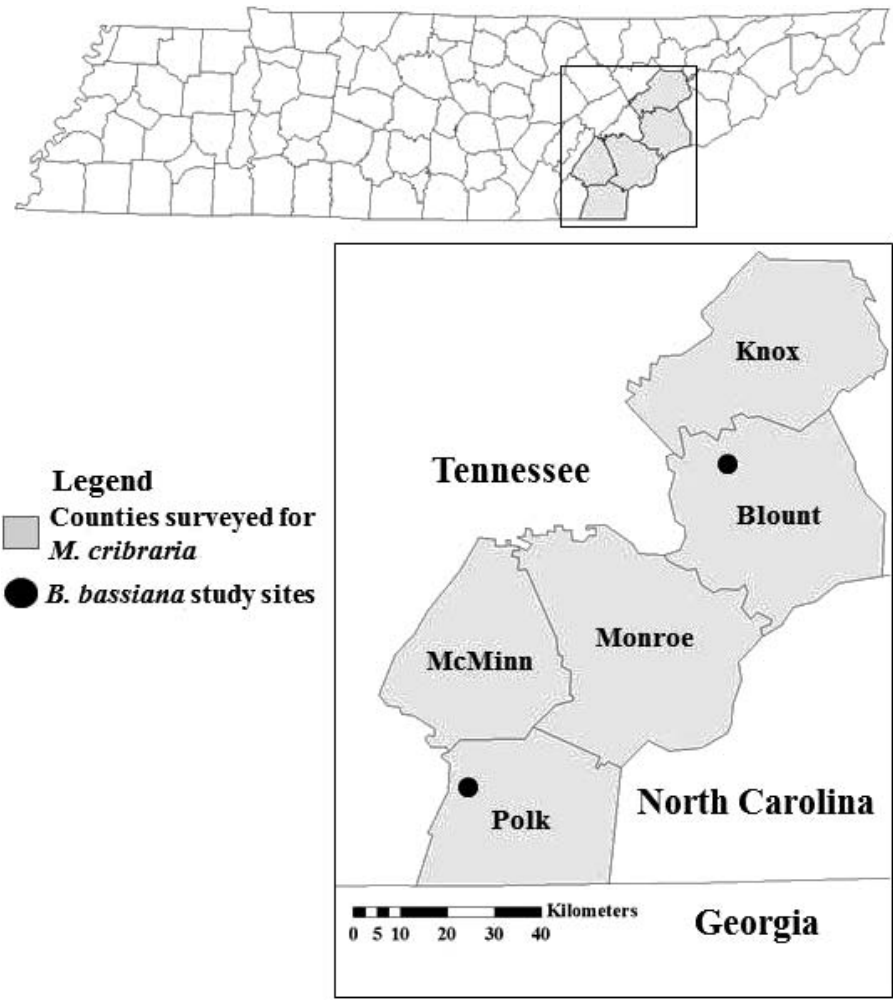 Knox
Tennessee
Blount
Legend
Counties surveyed for
M. cribraria
B. bassiana study sites
Monroe
McMinn
North Carolina
Polk
Kilometers
0 5 10 20 30 40
Georgia